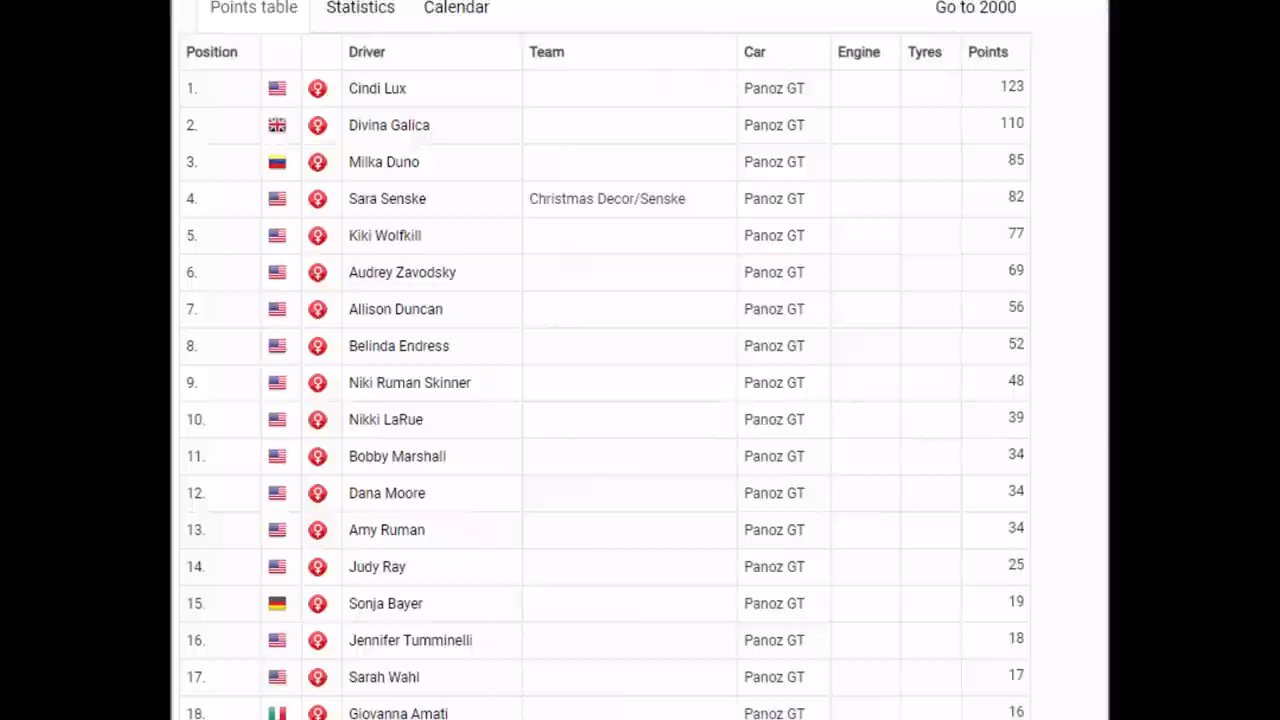 Points table Statistics Calendar Go to 2000
Position Driver Team Car Engine Tyres Points
1. Cindi Lux Panoz GT 123
2. Divina Galica Panoz GT 110
3. Milka Duno Panoz GT 85
4. Sara Senske Christmas Decor/Senske Panoz GT 82
5. Kiki Wolfkill Panoz GT 77
6. Audrey Zavodsky Panoz GT 69
7. Allison Duncan Panoz GT 56
8. Belinda Endress Panoz GT 52
9. Niki Ruman Skinner Panoz GT 48
10. Nikki LaRue Panoz GT 39
11. Bobby Marshall Panoz GT 34
12. Dana Moore Panoz GT 34
13. Amy Ruman Panoz GT 34
14. Judy Ray Panoz GT 25
15. Sonja Bayer Panoz GT 19
16. Jennifer Tumminelli Panoz GT 18
17. Sarah Wahl Panoz GT 17
18. Giovanna Amati Panoz GT 16